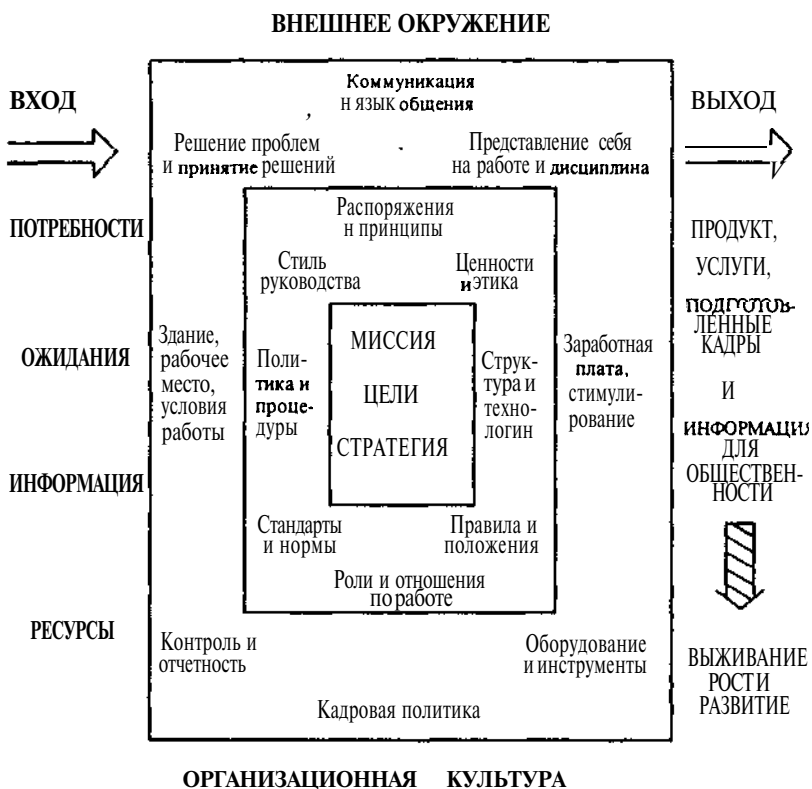 ВНЕШНЕЕ ОКРУЖЕНИЕ
ВХОД
Коммуникация
н язык общения
ВЫХОД
Решение проблем
и принятие решений
Представление себя
на работе и дисциплина
ПОТРЕБНОСТИ
ОЖИДАНИЯ
ИНФОРМАЦИЯ
РЕСУРСЫ
Здание,
рабочее
место,
условия
работы
Распоряжения
н принципы
Стиль
руководства
Ценности
и этика
Поли-
тика и
проце-
дуры
МИССИЯ
ЦЕЛИ
СТРАТЕГИЯ
Струк-
тура и
техно-
логин
Стандарты
и нормы
Правила и
положения
Роли и отношения
по работе
Заработная
плата,
стимули-
рование
Контроль и
отчетность
Оборудование
и инструменты
Кадровая политика
ПРОДУКТ,
УСЛУГИ,
ПОДГОТОВ-
ЛЕННЫЕ
КАДРЫ
И
ИНФОРМАЦИЯ
ДЛЯ
ОБЩЕСТВЕН-
НОСТИ
ВЫЖИВАНИЕ
РОСТ И
РАЗВИТИЕ
ОРГАНИЗАЦИОННАЯ КУЛЬТУРА